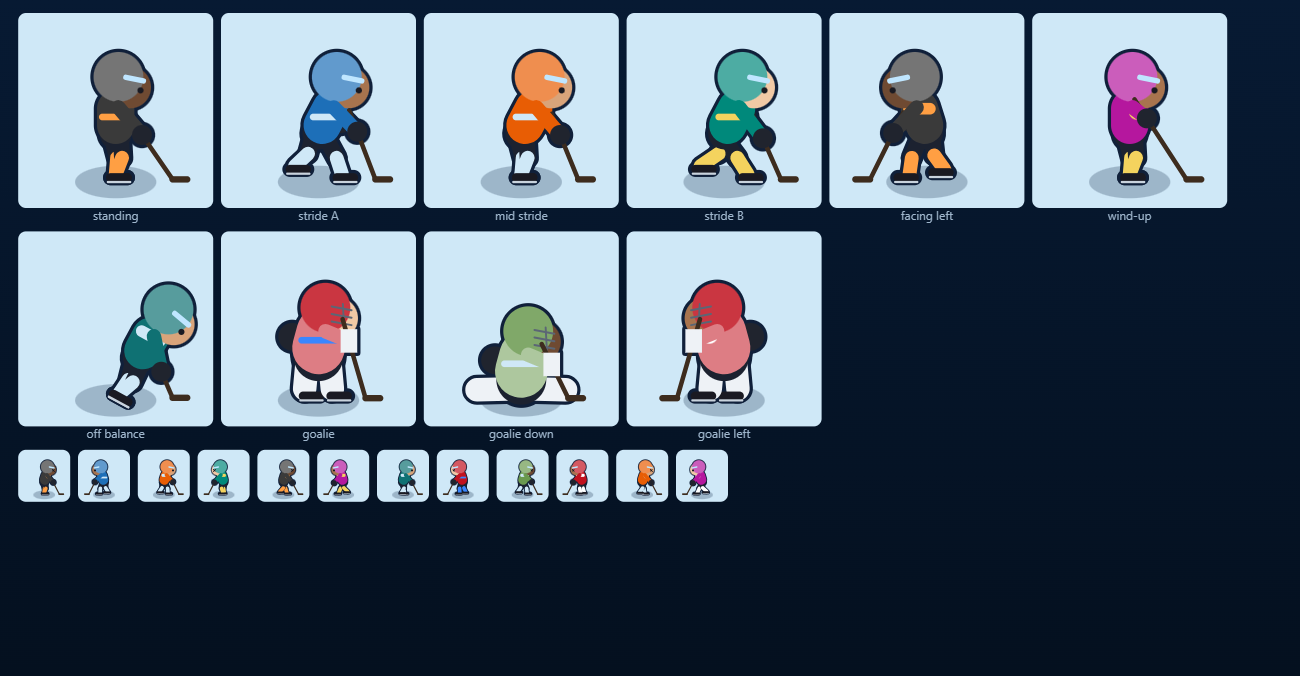 standing
stride A
mid stride
stride B
facing left
wind-up
off balance
goalie
goalie down
goalie left